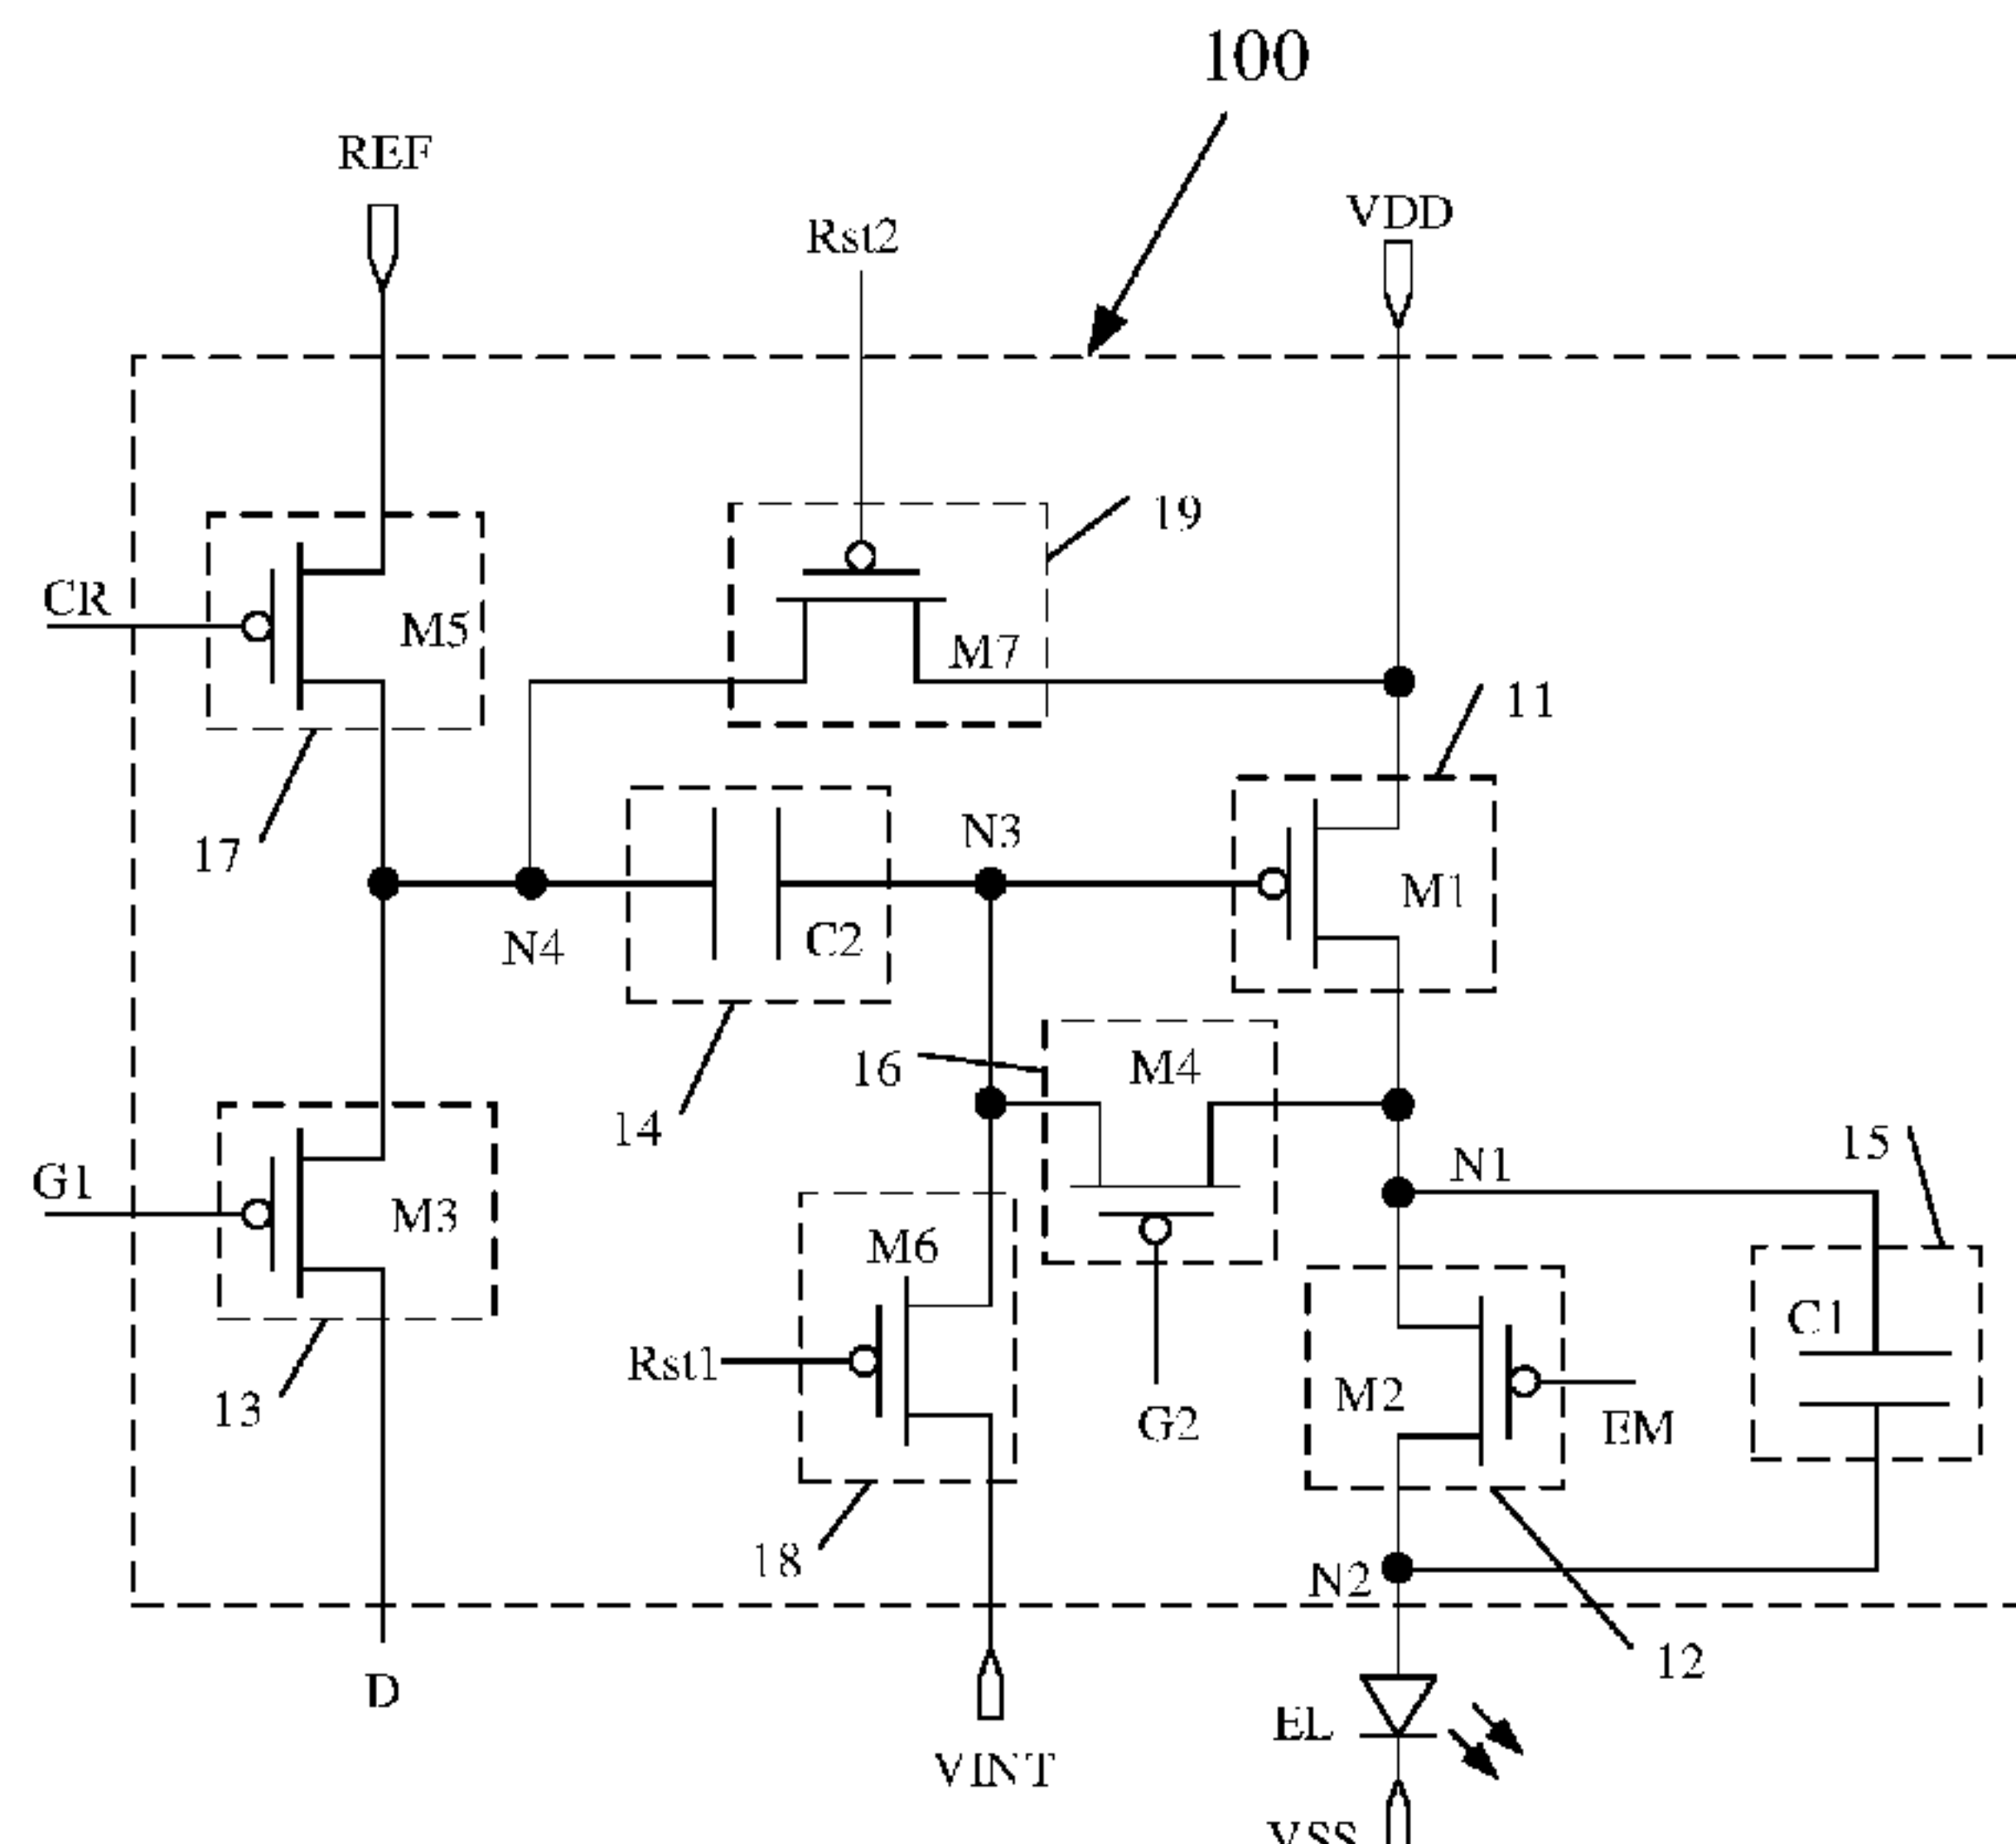 100
REF
Rst2
VDD
19
CR
M5
M7
11
17
N3
M1
N4
C2
16
M4
14
15
N1
G1
M3
M6
C1
Rst1
M2
13
G2
EM
18
N2
12
D
EL
VINT
VSS